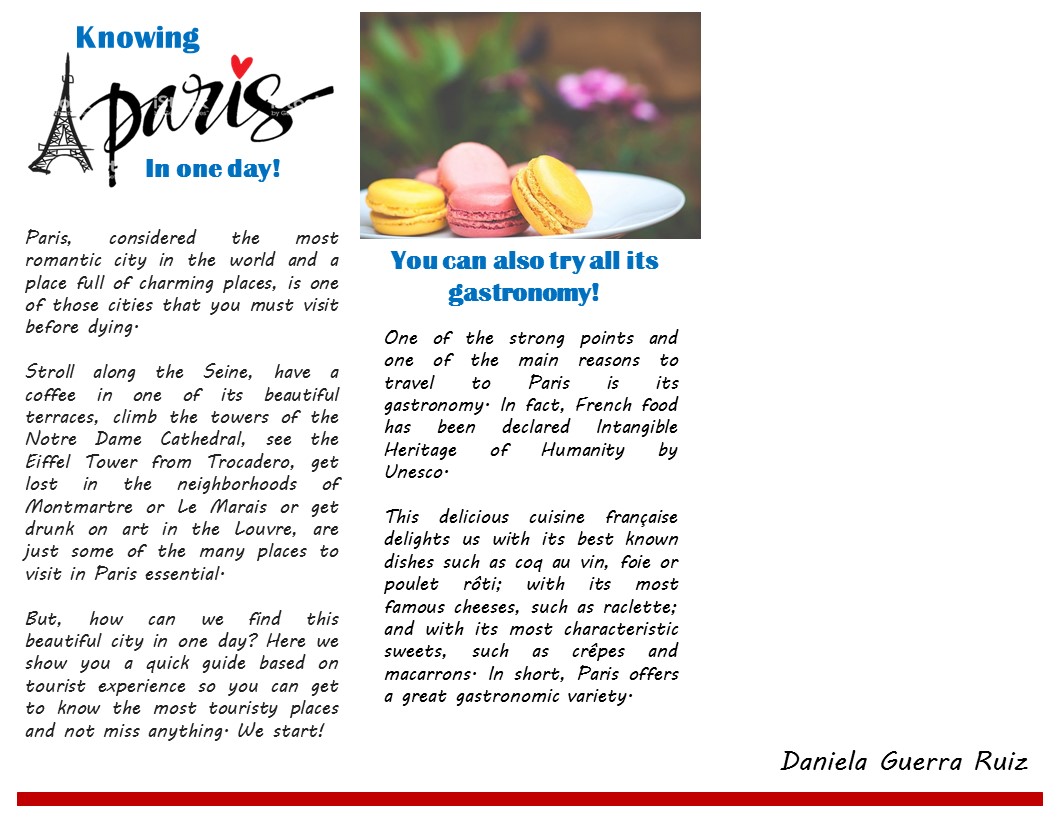 Knowing
paris
In one day!
Paris, considered the most
romantic city in the world and a
place full of charming places, is one
of those cities that you must visit
before dying.
Stroll along the Seine, have a
coffee in one of its beautiful
terraces, climb the towers of the
Notre Dame Cathedral, see the
Eiffel Tower from Trocadero, get
lost in the neighborhoods of
Montmartre or Le Marais or get
drunk on art in the Louvre, are
just some of the many places to
visit in Paris essential.
But, how can we find this
beautiful city in one day? Here we
show you a quick guide based on
tourist experience so you can get
to know the most touristy places
and not miss anything. We start!
You can also try all its
gastronomy!
One of the strong points and
one of the main reasons to
travel to Paris is its
gastronomy. In fact, French food
has been declared Intangible
Heritage of Humanity by
Unesco.
This delicious cuisine française
delights us with its best known
dishes such as coq au vin, foie or
poulet rôti; with its most
famous cheeses, such as raclette;
and with its most characteristic
sweets, such as crêpes and
macarrons. In short, Paris offers
a great gastronomic variety.
Daniela Guerra Ruiz